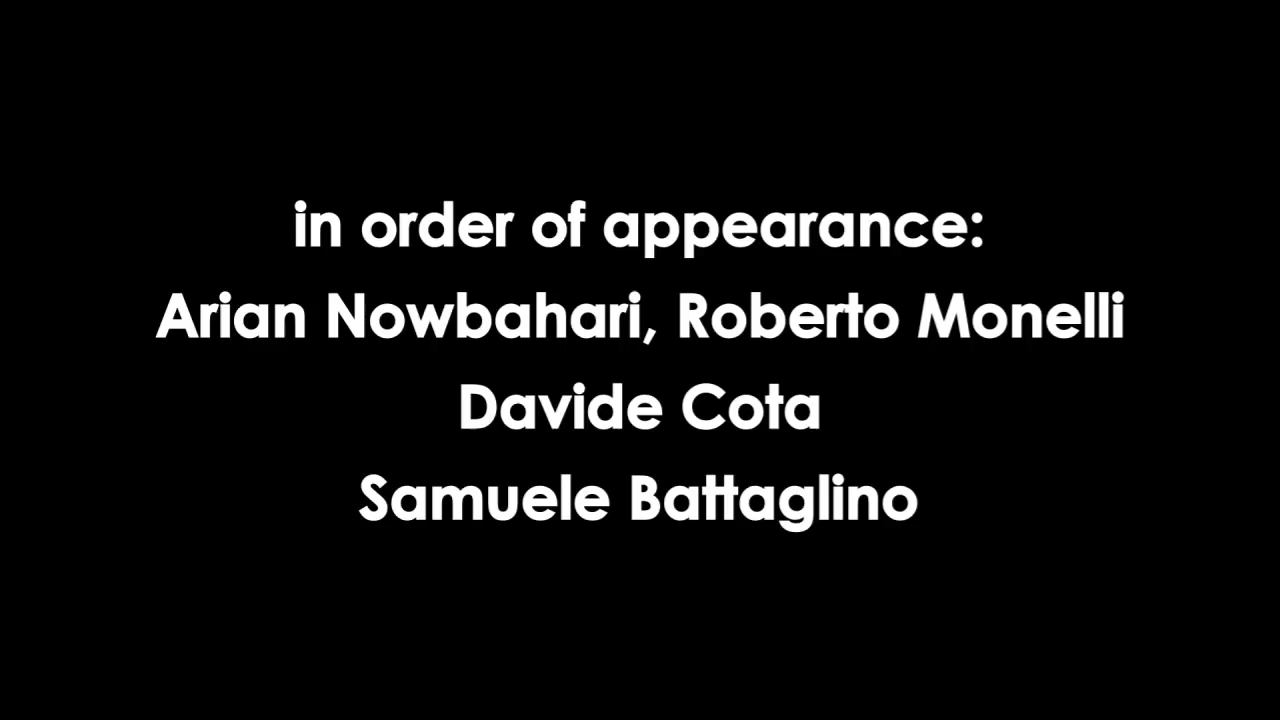 in order of appearance:
Arian Nowbahari, Roberto Monelli
Davide Cota
Samuele Battaglino